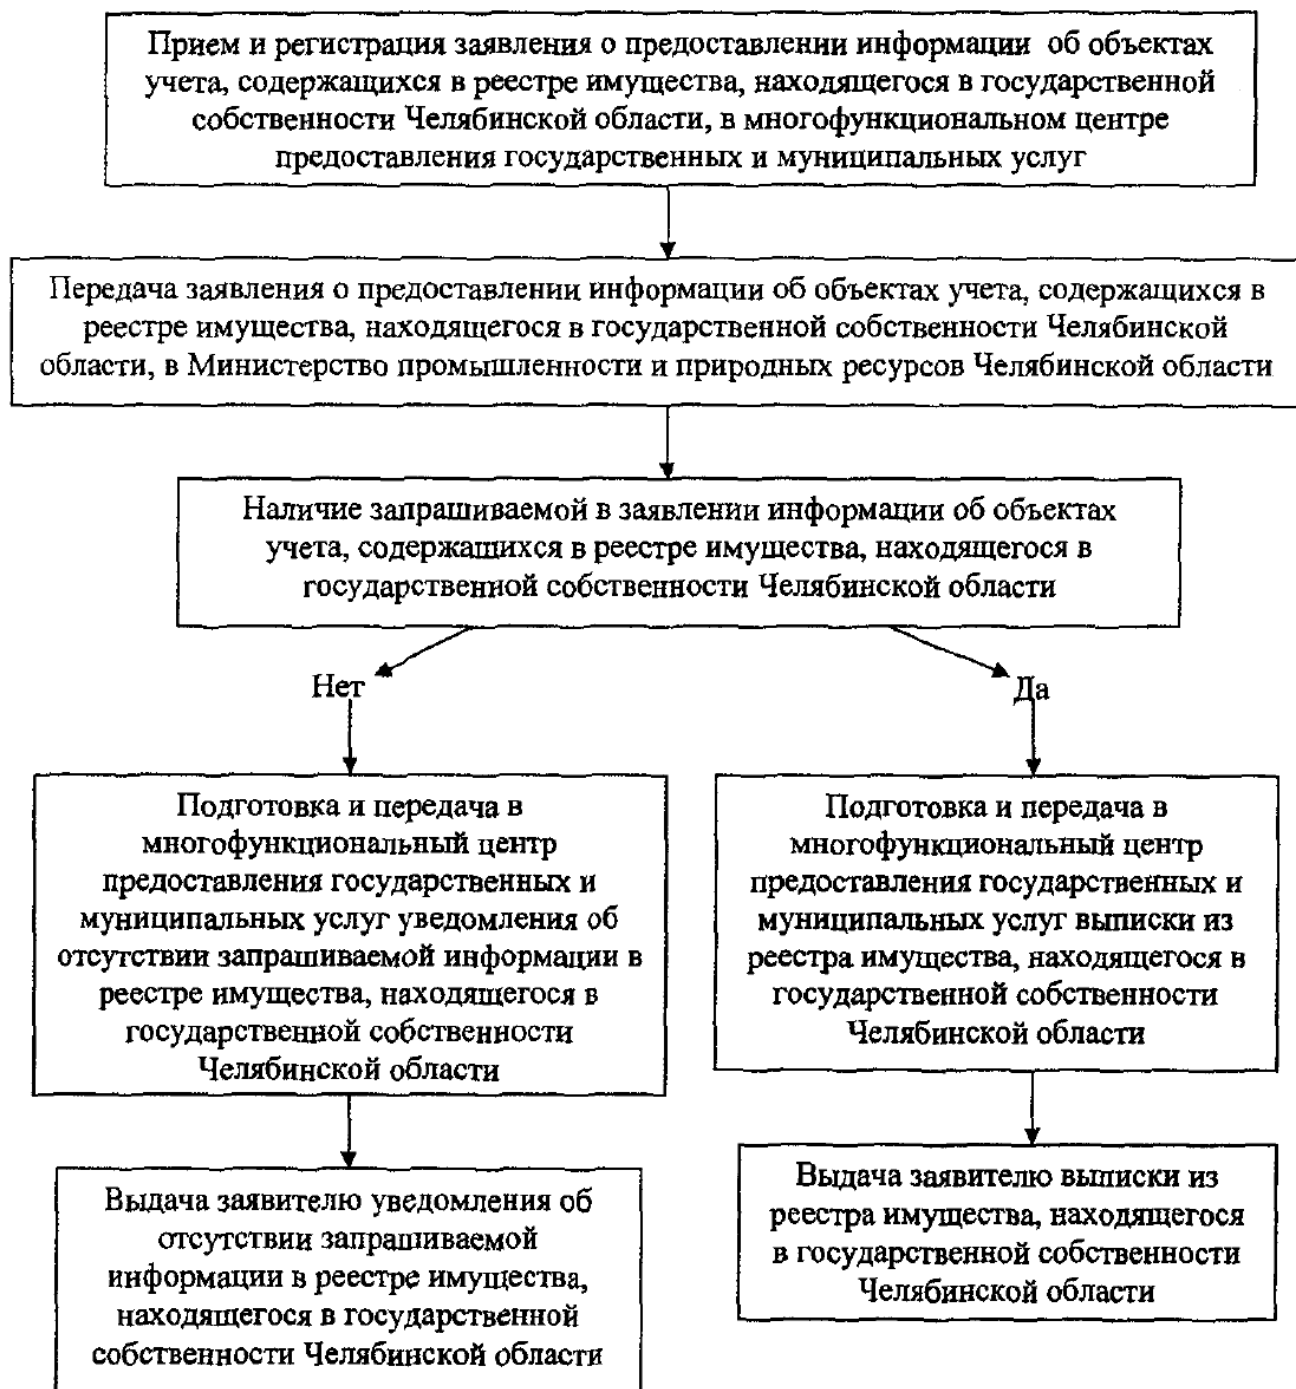 Прием и регистрация заявления о предоставлении информации об объектах
учета, содержащихся в реестре имущества, находящегося в государственной
собственности Челябинской области, в многофункциональном центре
предоставления государственных и муниципальных услуг
Передача заявления о предоставлении информации об объектах учета, содержащихся в
реестре имущества, находящегося в государственной собственности Челябинской
области, в Министерство промышленности и природных ресурсов Челябинской области
Наличие запрашиваемой в заявлении информации об объектах
учета, содержащихся в реестре имущества, находящегося в
государственной собственности Челябинской области
Нет
Подготовка и передача в
многофункциональный центр
предоставления государственных и
муниципальных услуг уведомления об
отсутствии запрашиваемой информации в
реестре имущества, находящегося в
государственной собственности
Челябинской области
Выдача заявителю уведомления об
отсутствии запрашиваемой
информации в реестре имущества,
находящегося в государственной
собственности Челябинской области
Да
Подготовка и передача в
многофункциональный центр
предоставления государственных и
муниципальных услуг выписки из
реестра имущества, находящегося в
государственной собственности
Челябинской области
Выдача заявителю выписки из
реестра имущества, находящегося
в государственной собственности
Челябинской области